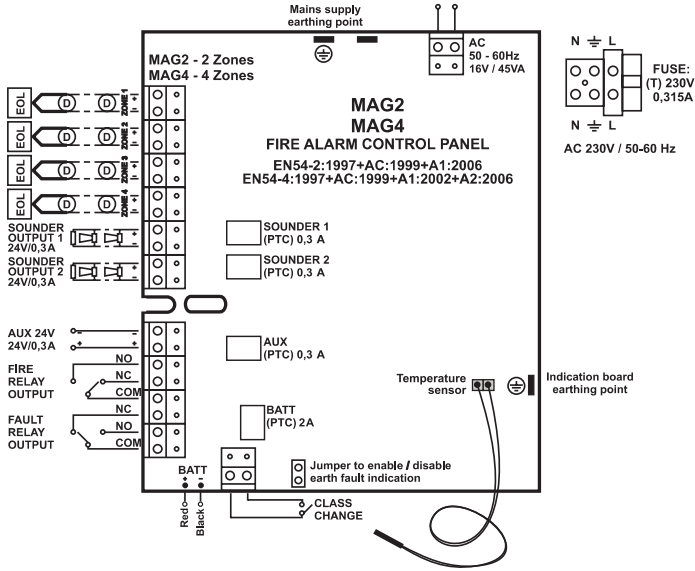 Mains supply
earthing point
AC
50 - 60Hz
16V / 45VA
N L
FUSE:
(T) 230V
0,315A
N L
AC 230V / 50-60 Hz
MAG2 - 2 Zones
MAG4 - 4 Zones
MAG2
MAG4
FIRE ALARM CONTROL PANEL
EN54-2:1997+AC:1999+A1:2006
EN54-4:1997+AC:1999+A1:2002+A2:2006
EOL D D ZONE 1 + -
EOL D D ZONE 2 + -
EOL D D ZONE 3 + -
EOL D D ZONE 4 + -
SOUNDER
OUTPUT 1
24V/0,3A
+
-
SOUNDER
OUTPUT 2
24V/0,3A
+
-
SOUNDER 1
(PTC) 0,3 A
SOUNDER 2
(PTC) 0,3 A
AUX 24V - -
24V/0,3A + +
AUX
(PTC) 0,3 A
FIRE
RELAY
OUTPUT
NO
NC
COM
FAULT
RELAY
OUTPUT
NC
NO
COM
BATT
(PTC) 2A
Temperature
sensor
Indication board
earthing point
BATT
+ -
Red
Black
Jumper to enable / disable
earth fault indication
CLASS
CHANGE